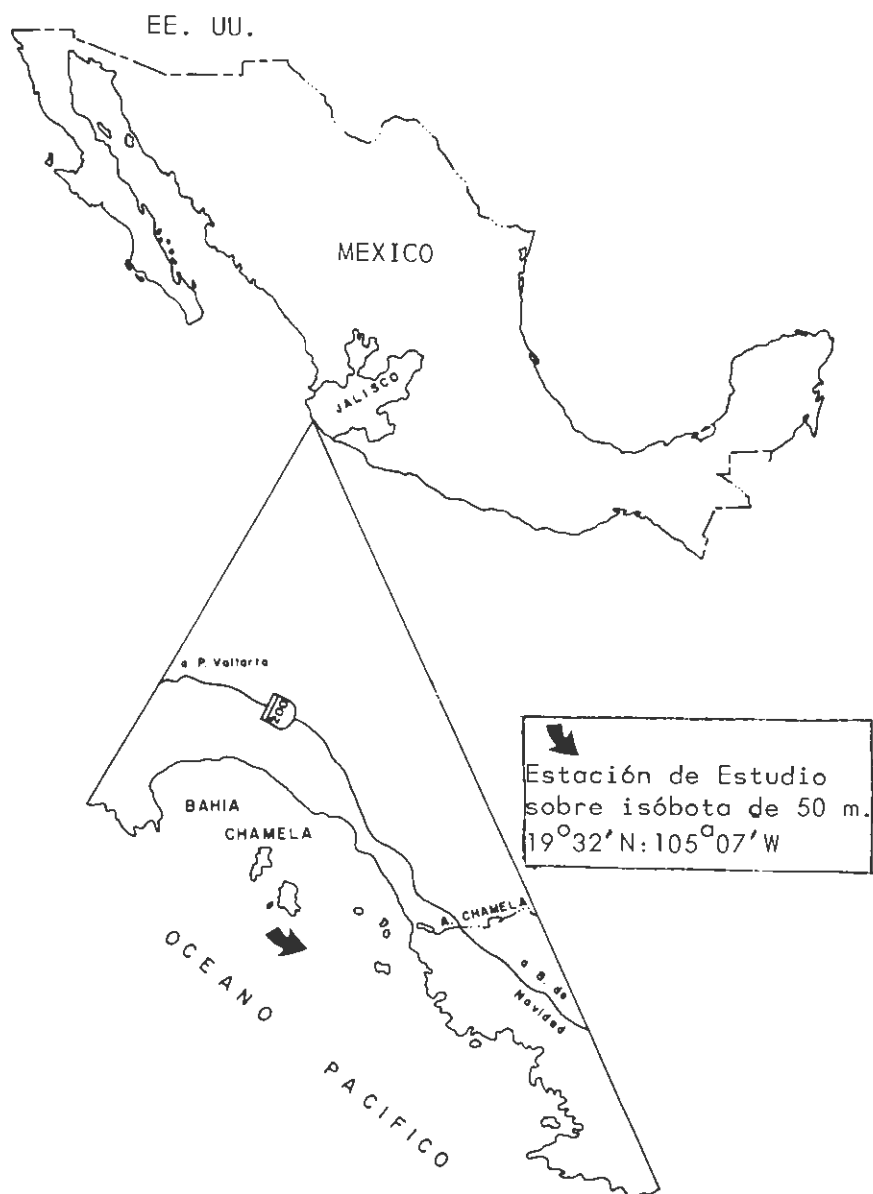 EE. UU.
MEXICO
JALISCO
a P. Vallarta
200
Estación de Estudio
sobre isóbota de 50 m.
19°32'N:105°07'W
BAHIA
CHAMELA
A. CHAMELA
a B. de
Navidad
OCEANO
PACIFICO